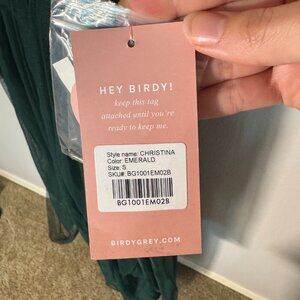 HEY BIRDY!
keep this tag
attached until you're
ready to keep me.
Style name: CHRISTINA
Color: EMERALD
Size: S
SKU#: BG1001EM02B
BG1001EM02B
BIRDYGREY.COM